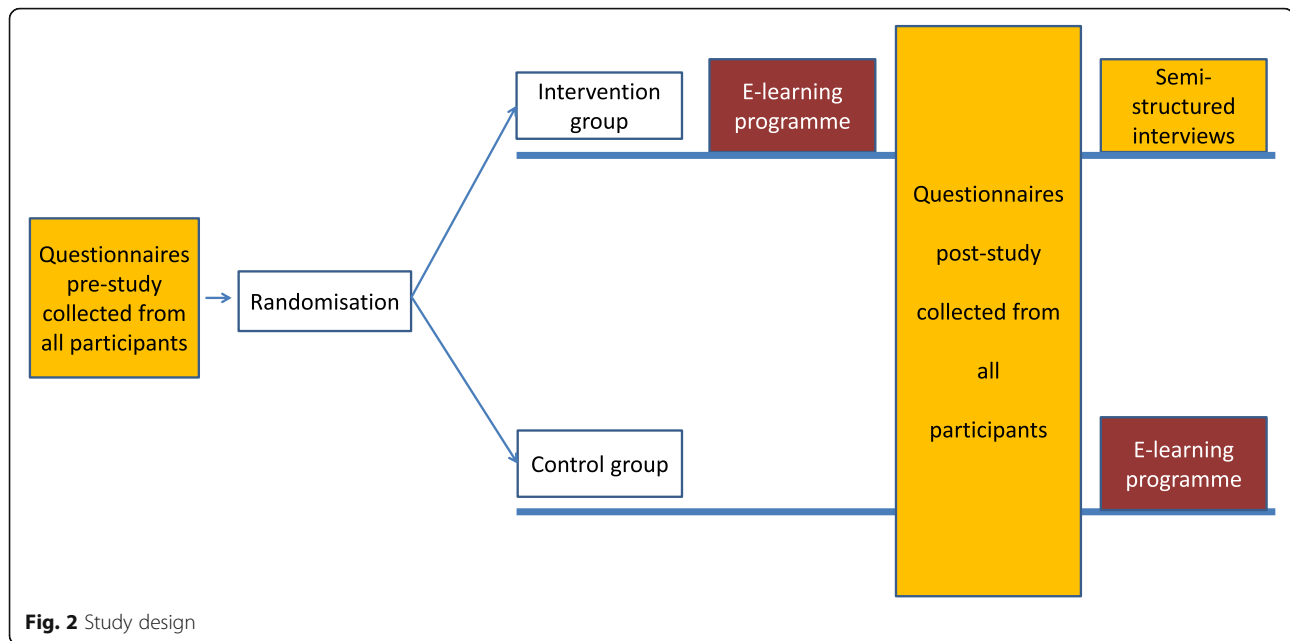 Questionnaires
pre-study
collected from
all participants
Randomisation
Intervention
group
E-learning
programme
Control group
Questionnaires
post-study
collected from
all
participants
Semi-
structured
interviews
E-learning
programme
Fig. 2 Study design